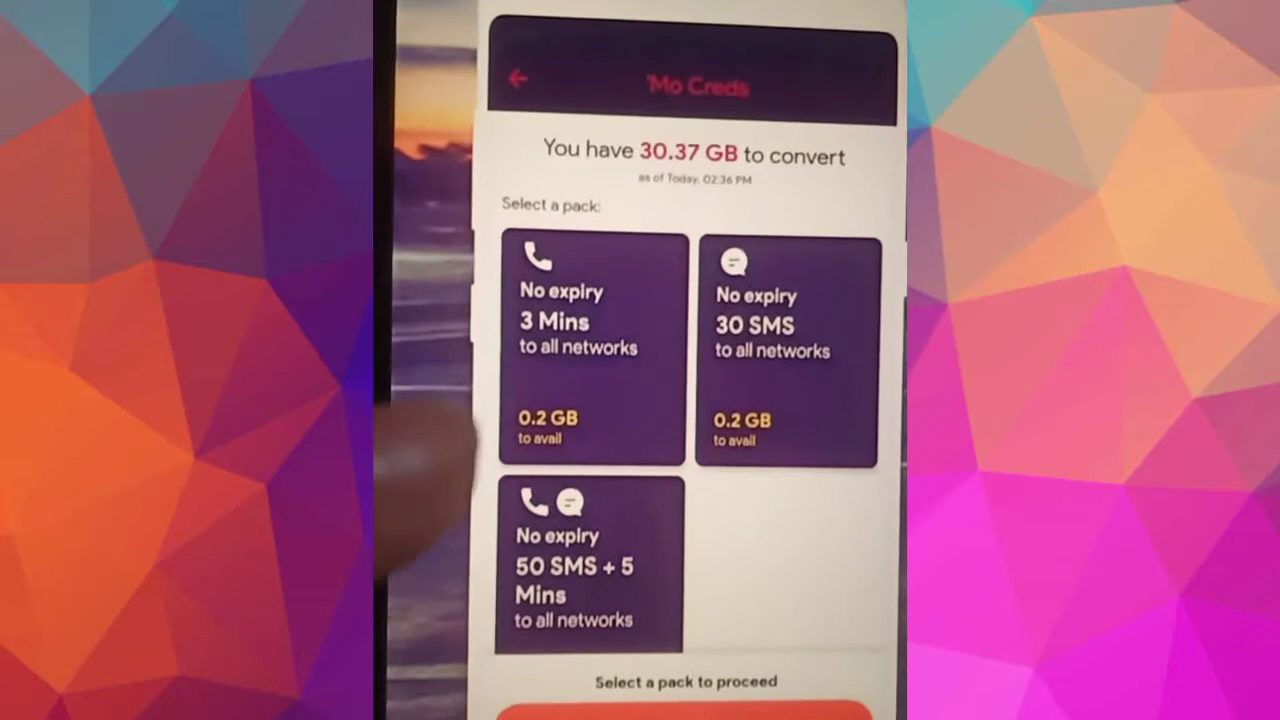 'Mo Creds
You have 30.37 GB to convert
as of Today, 02:36 PM
Select a pack:
No expiry
3 Mins
to all networks
0.2 GB
to avail
No expiry
30 SMS
to all networks
0.2 GB
to avail
No expiry
50 SMS + 5
Mins
to all networks
Select a pack to proceed